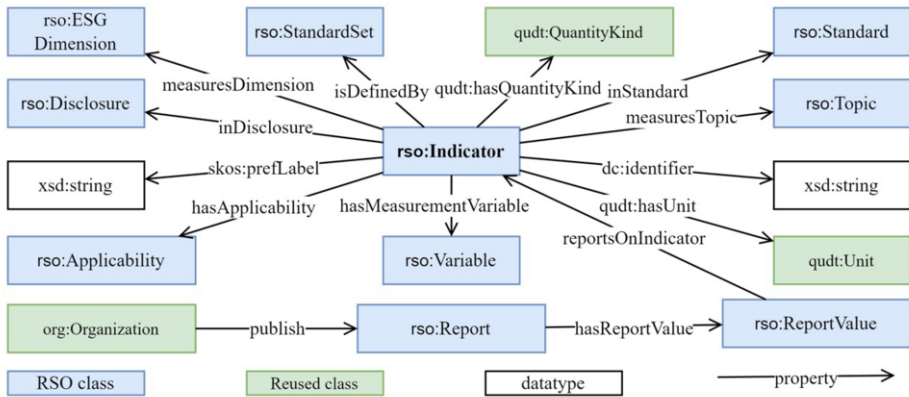 rso:ESG
Dimension
rso:StandardSet
qudt:QuantityKind
rso:Standard
measuresDimension
isDefinedBy
qudt:hasQuantityKind
inStandard
rso:Disclosure
measuresTopic
rso:Topic
inDisclosure
rso:Indicator
xsd:string
skos:prefLabel
dc:identifier
xsd:string
hasApplicability
hasMeasurementVariable
qudt:hasUnit
reportsOnIndicator
rso:Applicability
rso:Variable
qudt:Unit
org:Organization
publish
rso:Report
hasReportValue
rso:ReportValue
RSO class
Reused class
datatype
property